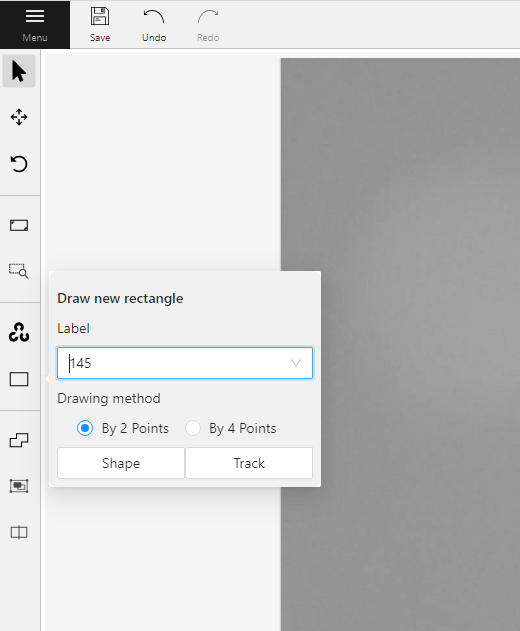 Menu Save Undo Redo
Draw new rectangle
Label
145
Drawing method
By 2 Points By 4 Points
Shape Track